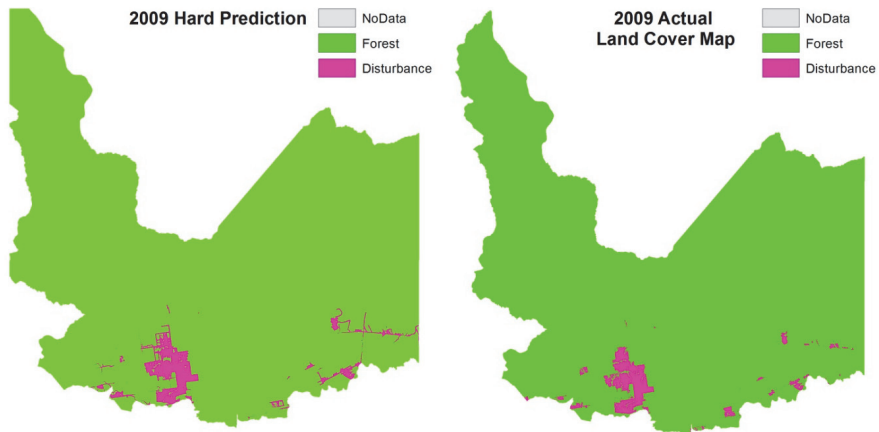 2009 Hard Prediction
NoData
Forest
Disturbance
2009 Actual
Land Cover Map
NoData
Forest
Disturbance